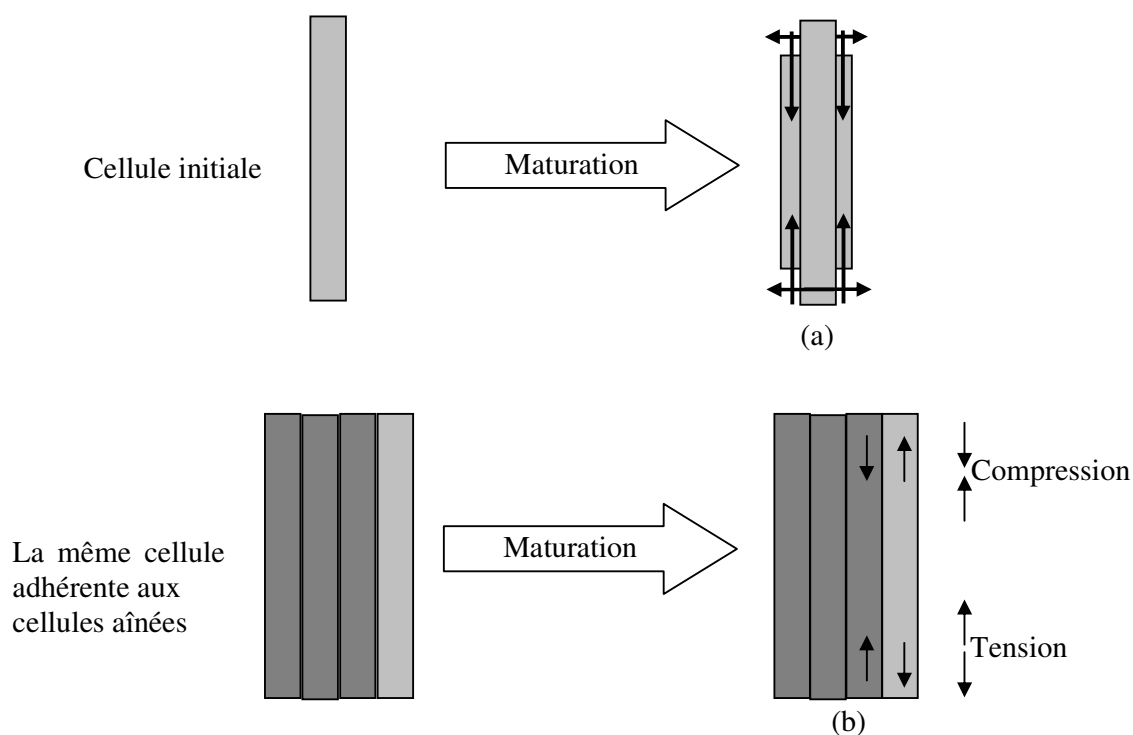 Cellule initiale
Maturation
(a)
La même cellule
adhérente aux
cellules aînées
Maturation
Compression
Tension
(b)